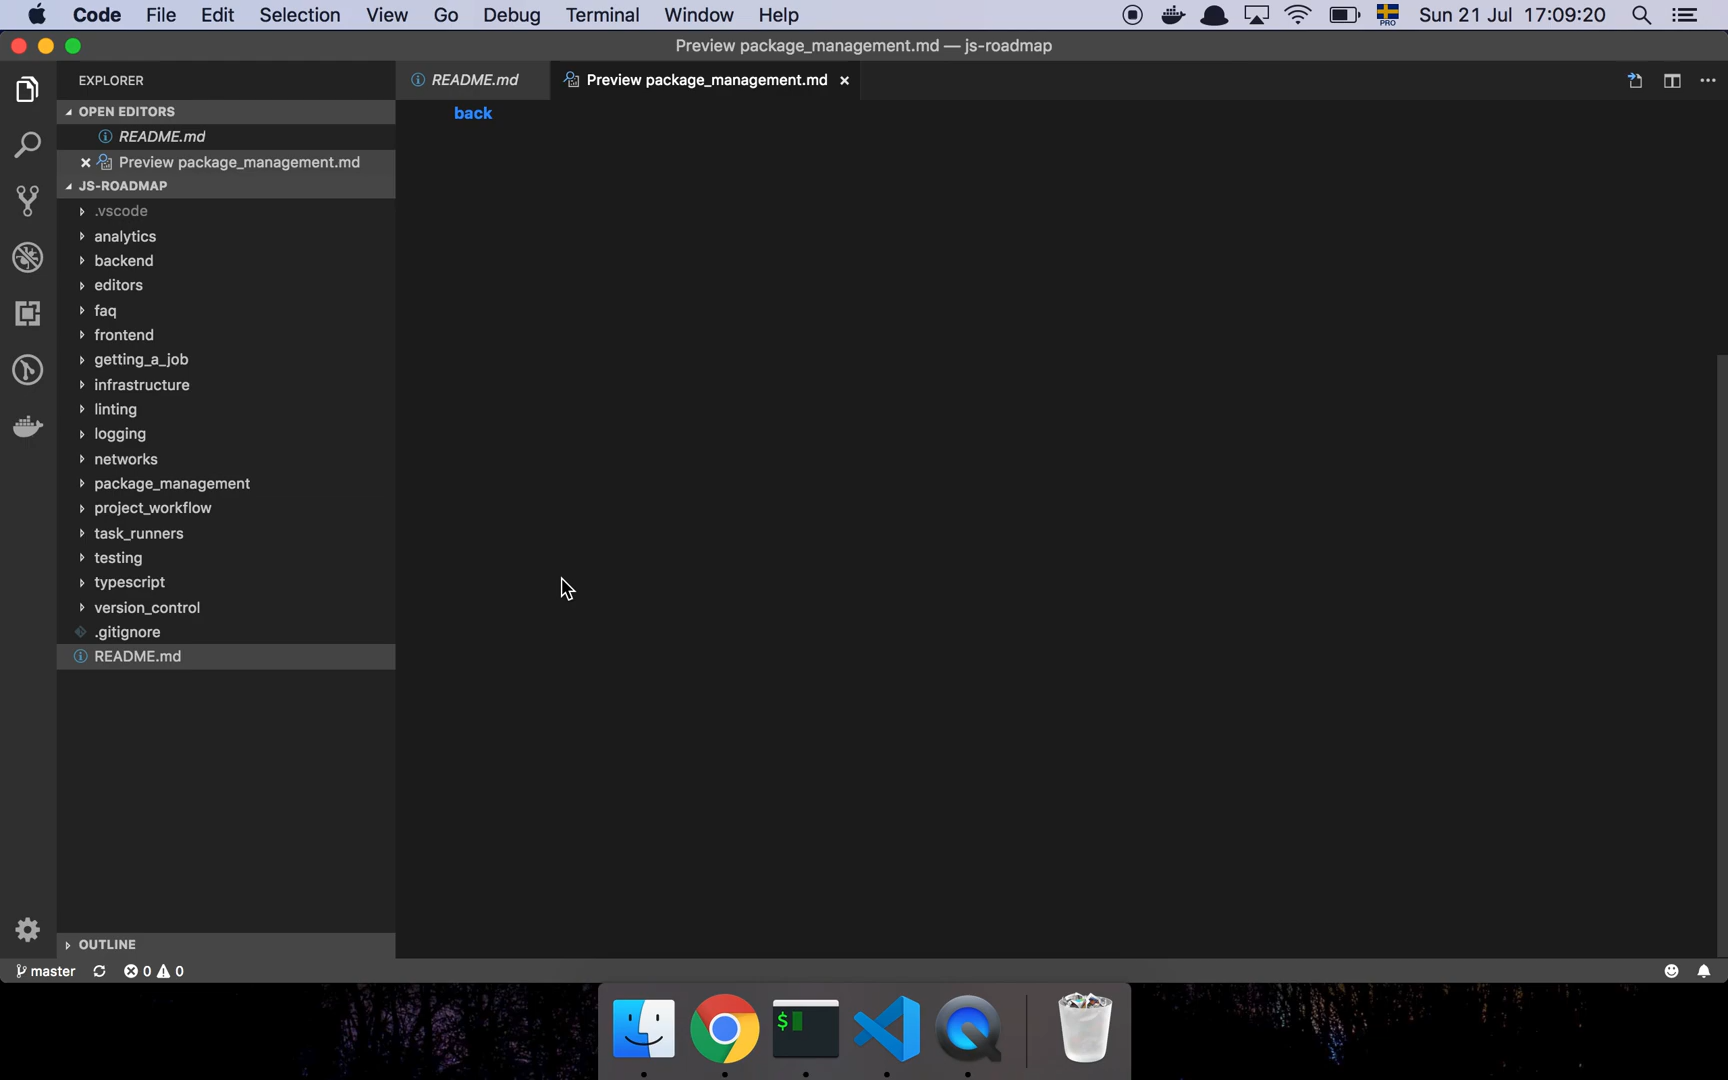 Code File Edit Selection View Go Debug Terminal Window Help PRO Sun 21 Jul 17:09:20
Preview package_management.md — js-roadmap
EXPLORER
README.md
Preview package_management.md
OPEN EDITORS
README.md
Preview package_management.md
JS-ROADMAP
.vscode
analytics
backend
editors
faq
frontend
getting_a_job
infrastructure
linting
logging
networks
package_management
project_workflow
task_runners
testing
typescript
version_control
.gitignore
README.md
back
OUTLINE
master 0 0
$